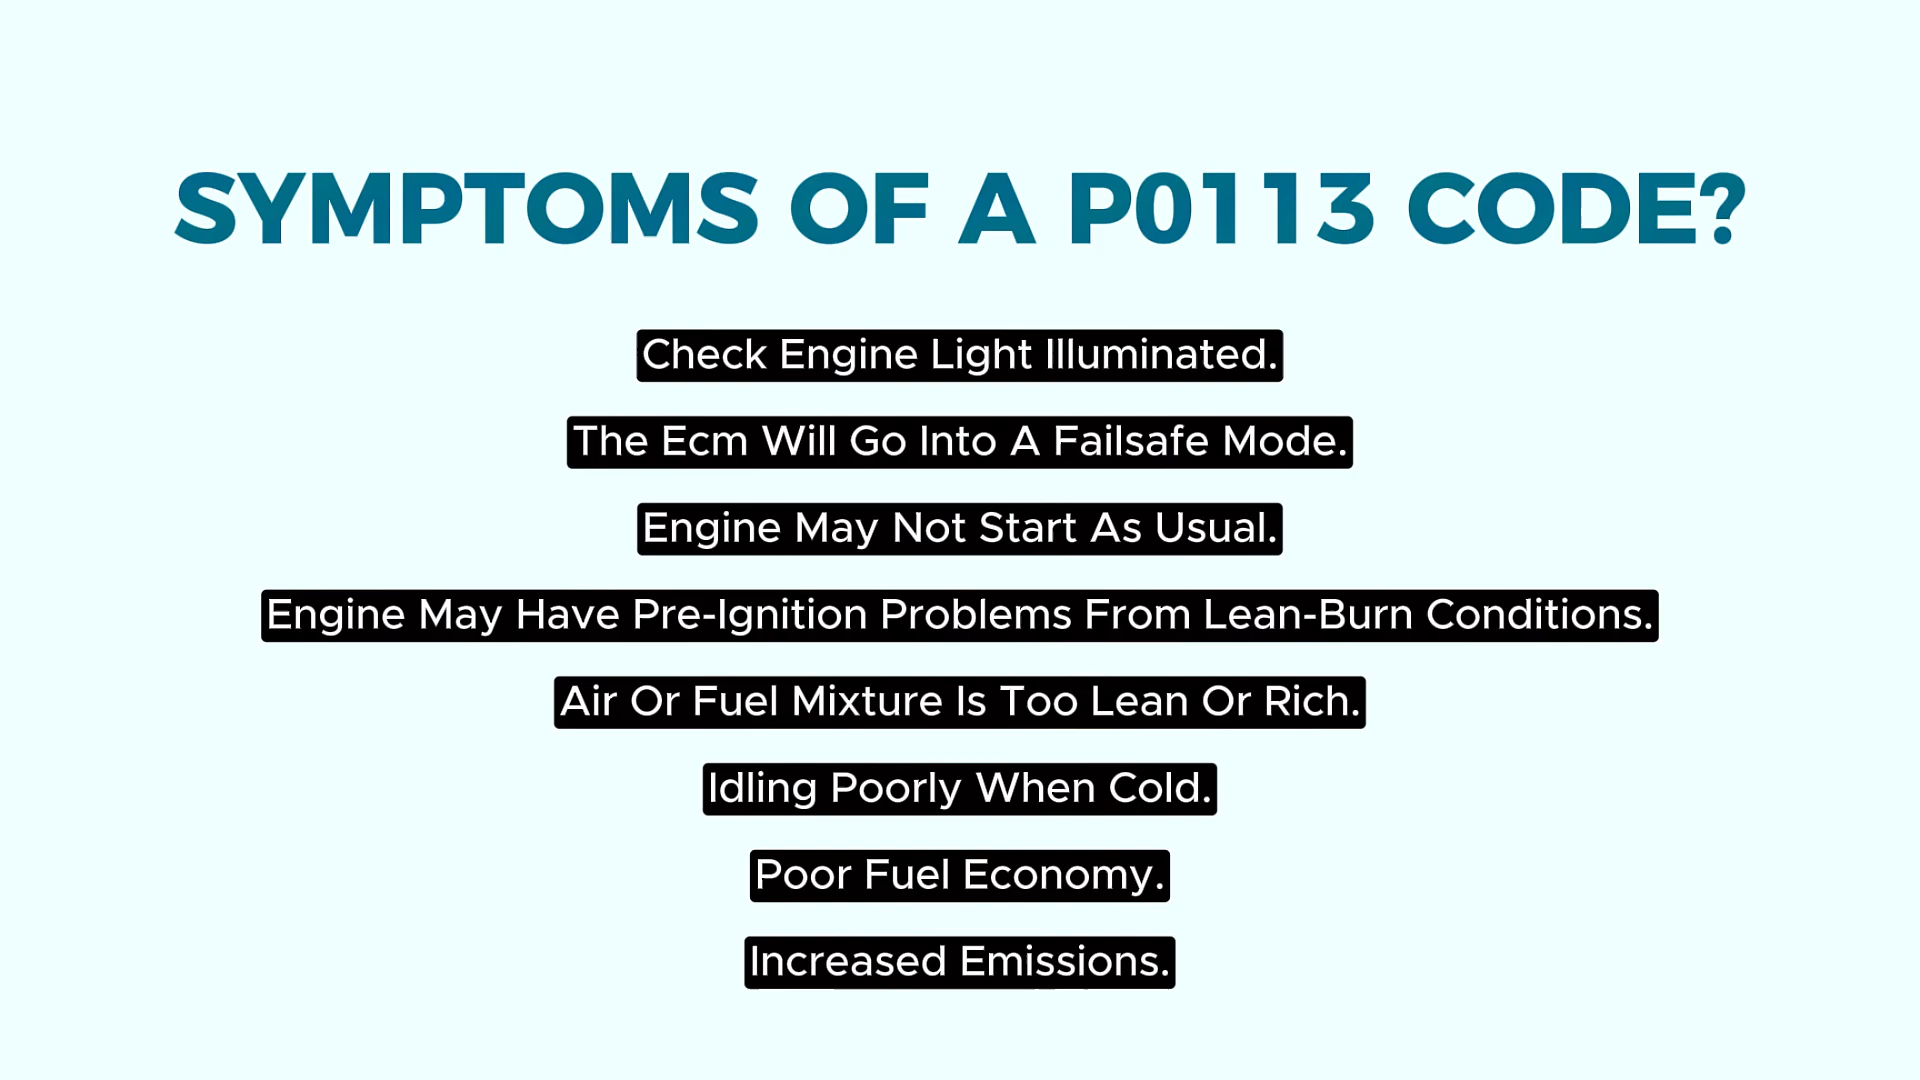 SYMPTOMS OF A P0113 CODE?
Check Engine Light Illuminated.
The Ecm Will Go Into A Failsafe Mode.
Engine May Not Start As Usual.
Engine May Have Pre-Ignition Problems From Lean-Burn Conditions.
Air Or Fuel Mixture Is Too Lean Or Rich.
Idling Poorly When Cold.
Poor Fuel Economy.
Increased Emissions.